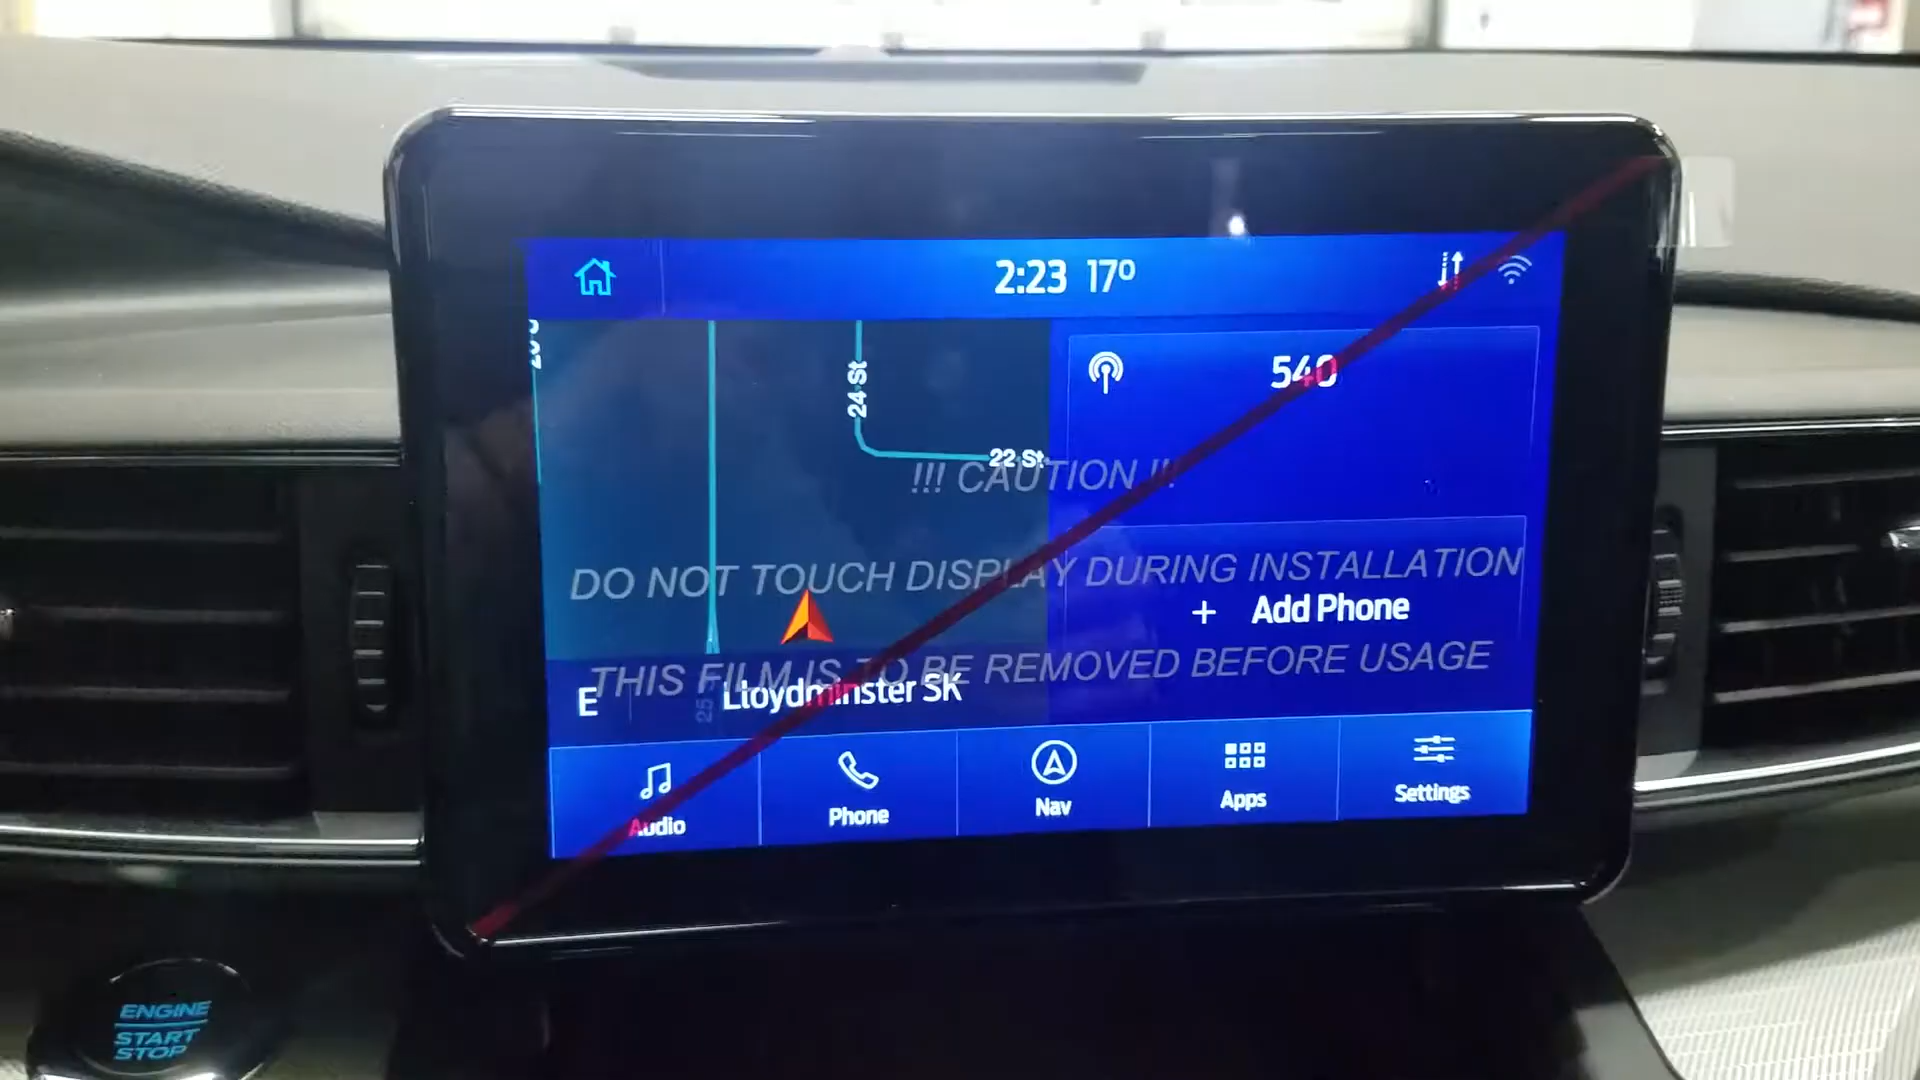 2:23 17°
24 St
540
22 St
!!! CAUTION !!!
DO NOT TOUCH DISPLAY DURING INSTALLATION
+ Add Phone
THIS FILM IS TO BE REMOVED BEFORE USAGE
E
25
Lloydminster SK
Audio
Phone
Nav
Apps
Settings
ENGINE
START
STOP